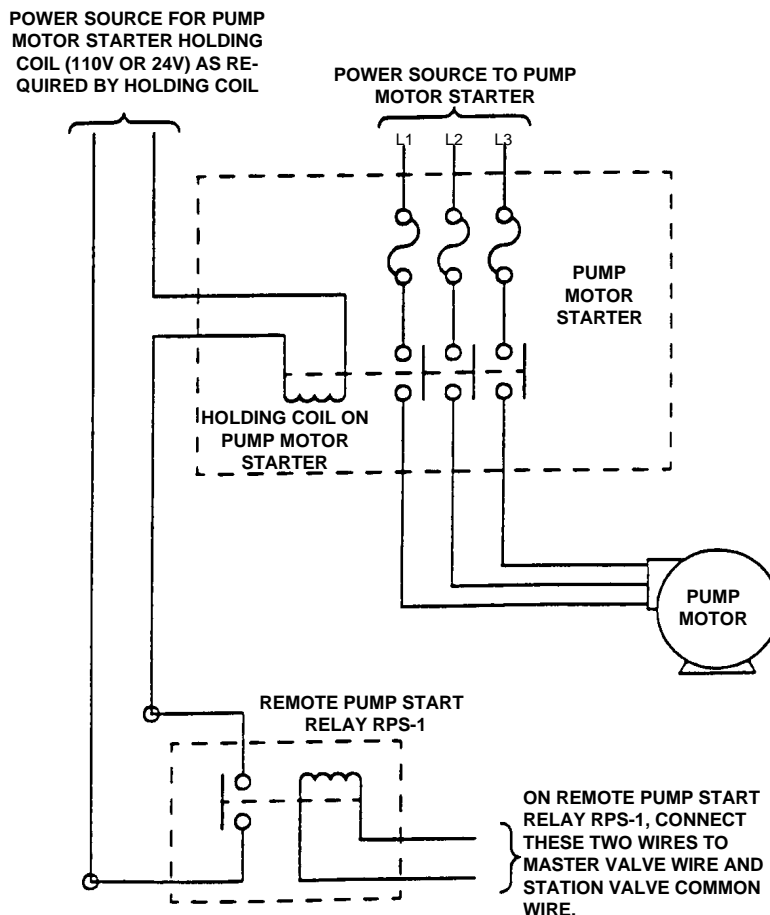 POWER SOURCE FOR PUMP
MOTOR STARTER HOLDING
COIL (110V OR 24V) AS RE-
QUIRED BY HOLDING COIL
POWER SOURCE TO PUMP
MOTOR STARTER
L1 L2 L3
PUMP
MOTOR
STARTER
HOLDING COIL ON
PUMP MOTOR
STARTER
PUMP
MOTOR
REMOTE PUMP START
RELAY RPS-1
ON REMOTE PUMP START
RELAY RPS-1, CONNECT
THESE TWO WIRES TO
MASTER VALVE WIRE AND
STATION VALVE COMMON
WIRE.